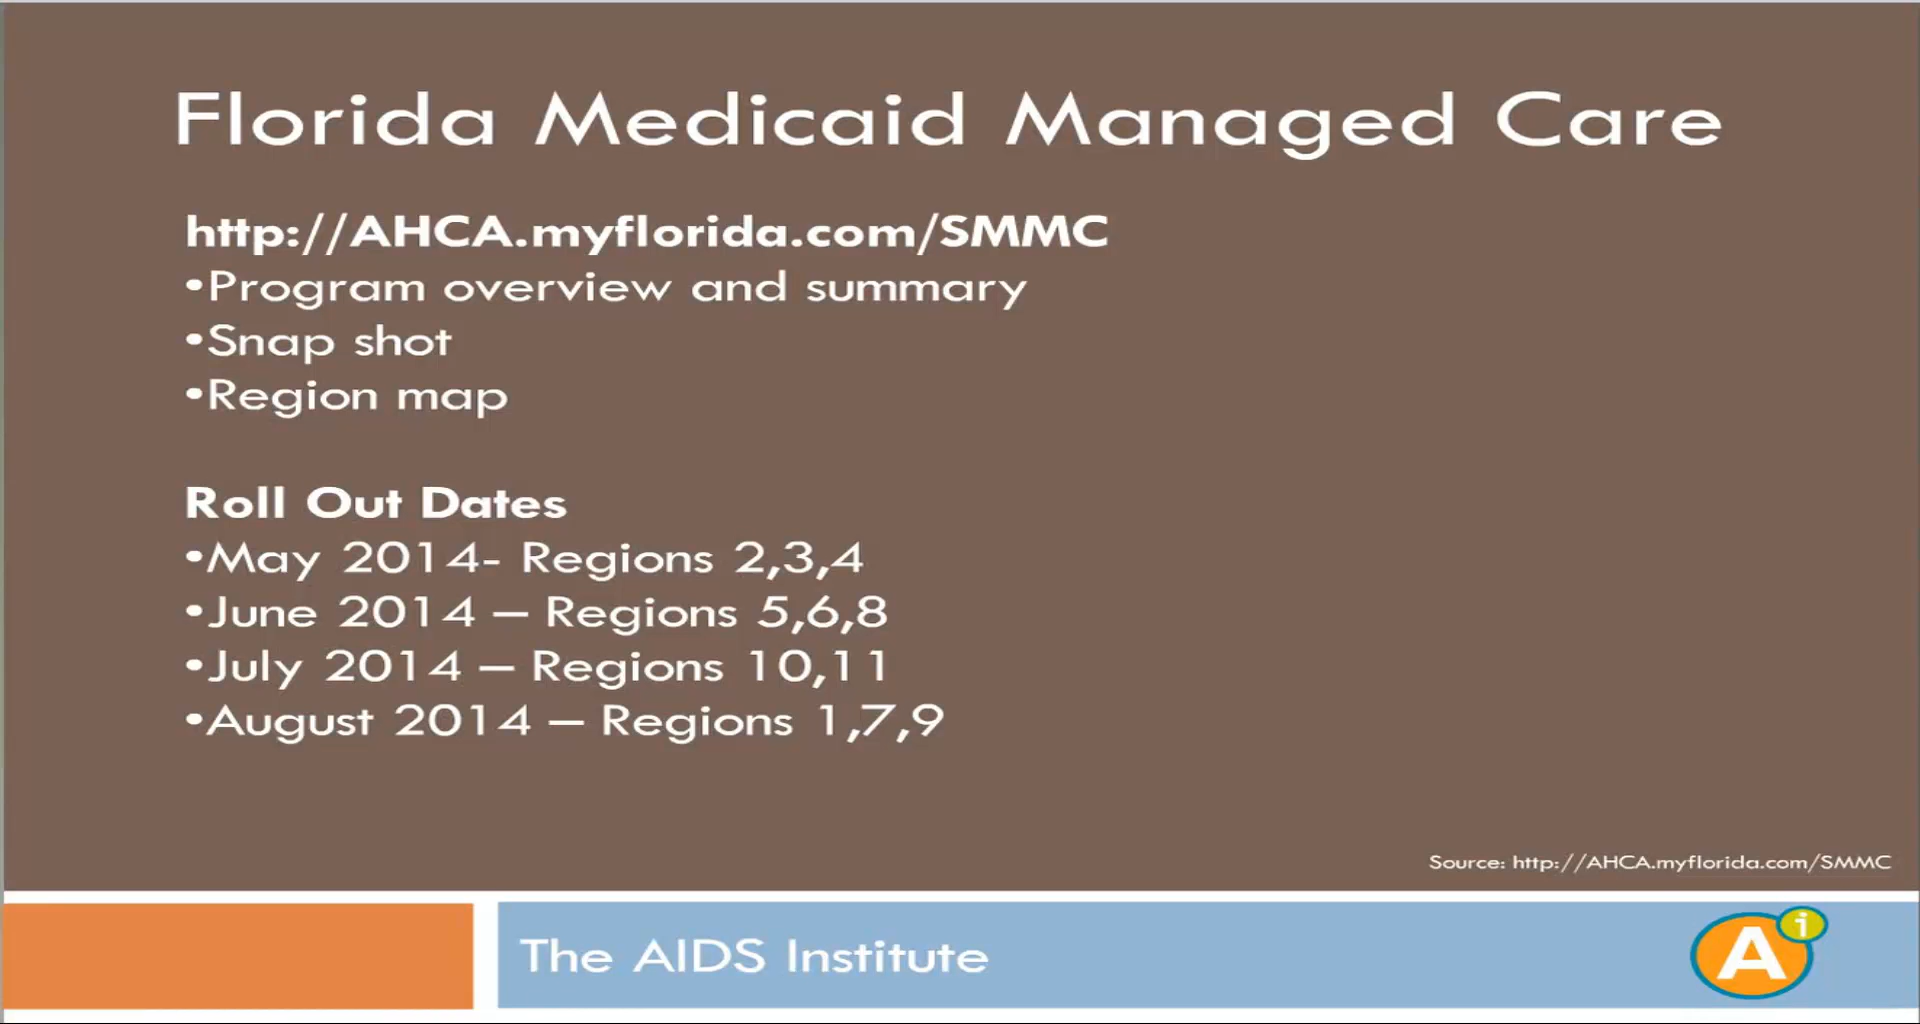 Florida Medicaid Managed Care
http://AHCA.myflorida.com/SMMC
•Program overview and summary
•Snap shot
•Region map
Roll Out Dates
•May 2014- Regions 2,3,4
•June 2014 – Regions 5,6,8
•July 2014 – Regions 10,11
•August 2014 – Regions 1,7,9
Source: http://AHCA.myflorida.com/SMMC
The AIDS Institute
A i